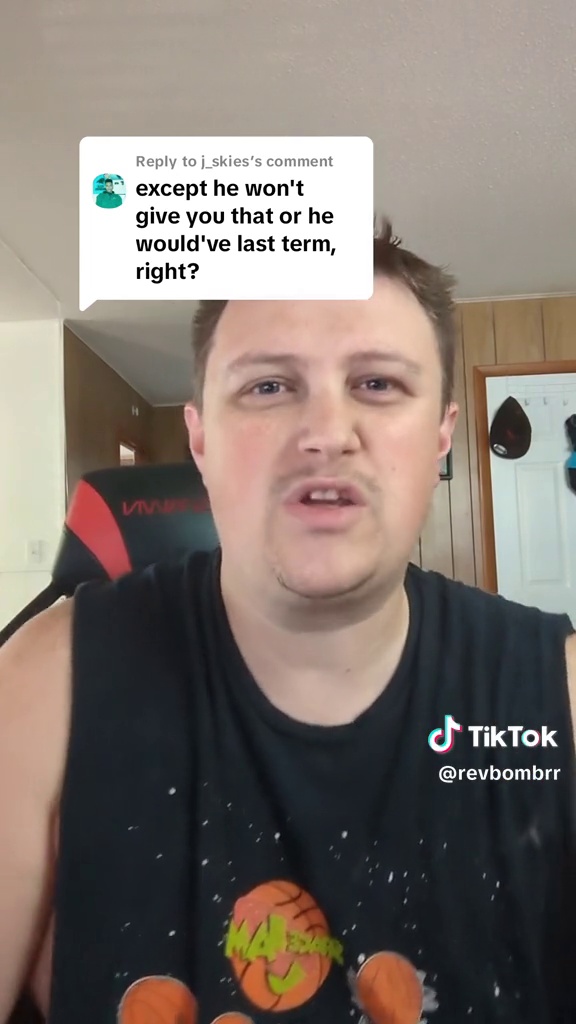 Reply to j_skies's comment
except he won't
give you that or he
would've last term,
right?
TikTok
@revbombrr